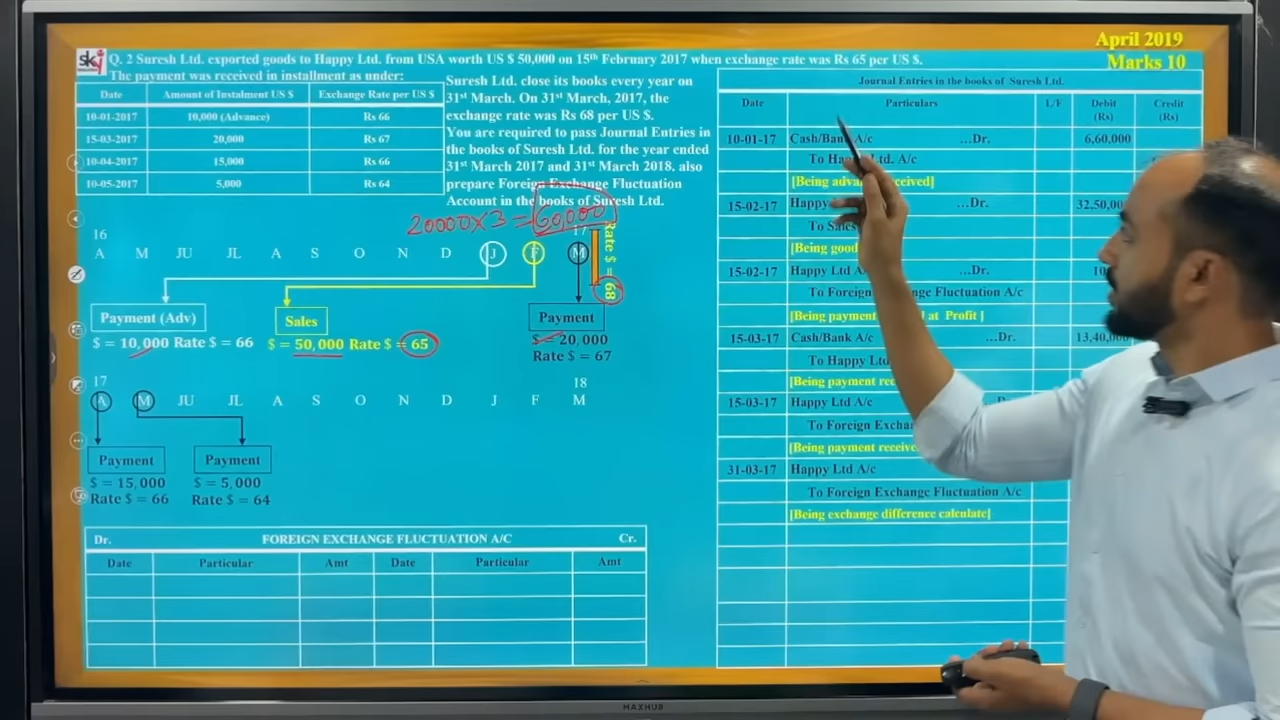 April 2019
Marks 10
sky
Q. 2 Suresh Ltd. exported goods to Happy Ltd. from USA worth US $ 50,000 on 15th February 2017 when exchange rate was Rs 65 per US $.
The payment was received in installment as under:
Date Amount of Instalment US $ Exchange Rate per US $
10-01-2017 10,000 (Advance) Rs 66
15-03-2017 20,000 Rs 67
10-04-2017 15,000 Rs 66
10-05-2017 5,000 Rs 64
Suresh Ltd. close its books every year on
31st March. On 31st March, 2017, the
exchange rate was Rs 68 per US $.
You are required to pass Journal Entries in
the books of Suresh Ltd. for the year ended
31st March 2017 and 31st March 2018. also
prepare Foreign Exchange Fluctuation
Account in the books of Suresh Ltd.
20000x3 = 60,000
16 17
A M JU JL A S O N D J F M
Rate $ = 68
Payment (Adv) Sales Payment
$ = 10,000 Rate $ = 66 $ = 50,000 Rate $ = 65 $ = 20,000
Rate $ = 67
17 18
A M JU JL A S O N D J F M
Payment Payment
$ = 15,000 $ = 5,000
Rate $ = 66 Rate $ = 64
Dr. FOREIGN EXCHANGE FLUCTUATION A/C Cr.
Date Particular Amt Date Particular Amt
Journal Entries in the books of Suresh Ltd.
Date Particulars L/F Debit (Rs) Credit (Rs)
10-01-17 Cash/Bank A/c ...Dr. 6,60,000
To Ltd. A/c
[Being received]
15-02-17 Happy ...Dr. 32,50,00
To Sales
[Being
15-02-17 Happy Ltd ...Dr. 10
To Foreign Fluctuation A/c
[Being payment at Profit ]
15-03-17 Cash/Bank A/c ...Dr. 13,40,000
To Happy Ltd
[Being payment
15-03-17 Happy Ltd A/c
To Foreign
[Being payment
31-03-17 Happy Ltd A/c
To Foreign Exchange Fluctuation A/c
[Being exchange difference calculate]
MAXHUB